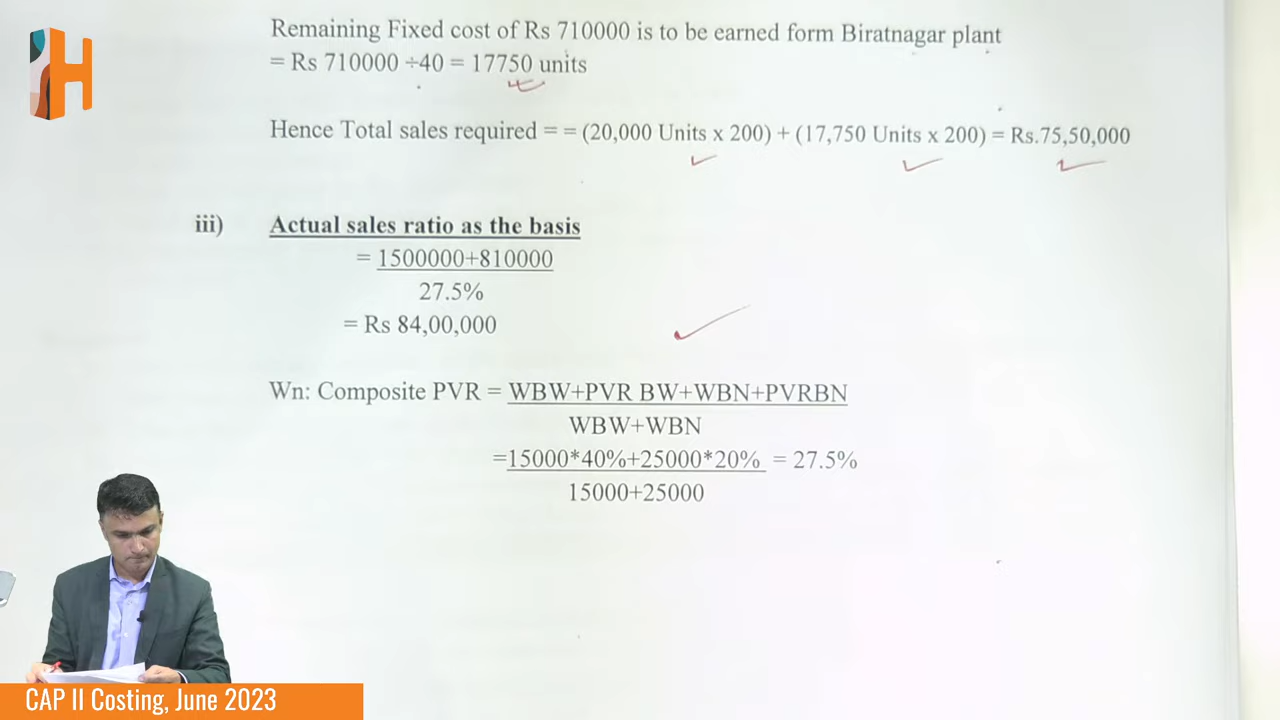 Remaining Fixed cost of Rs 710000 is to be earned form Biratnagar plant
= Rs 710000 ÷40 = 17750 units
Hence Total sales required = = (20,000 Units x 200) + (17,750 Units x 200) = Rs.75,50,000
iii) Actual sales ratio as the basis
= 1500000+810000
27.5%
= Rs 84,00,000
Wn: Composite PVR = WBW+PVR BW+WBN+PVRBN
WBW+WBN
=15000*40%+25000*20% = 27.5%
15000+25000
H
CAP II Costing, June 2023